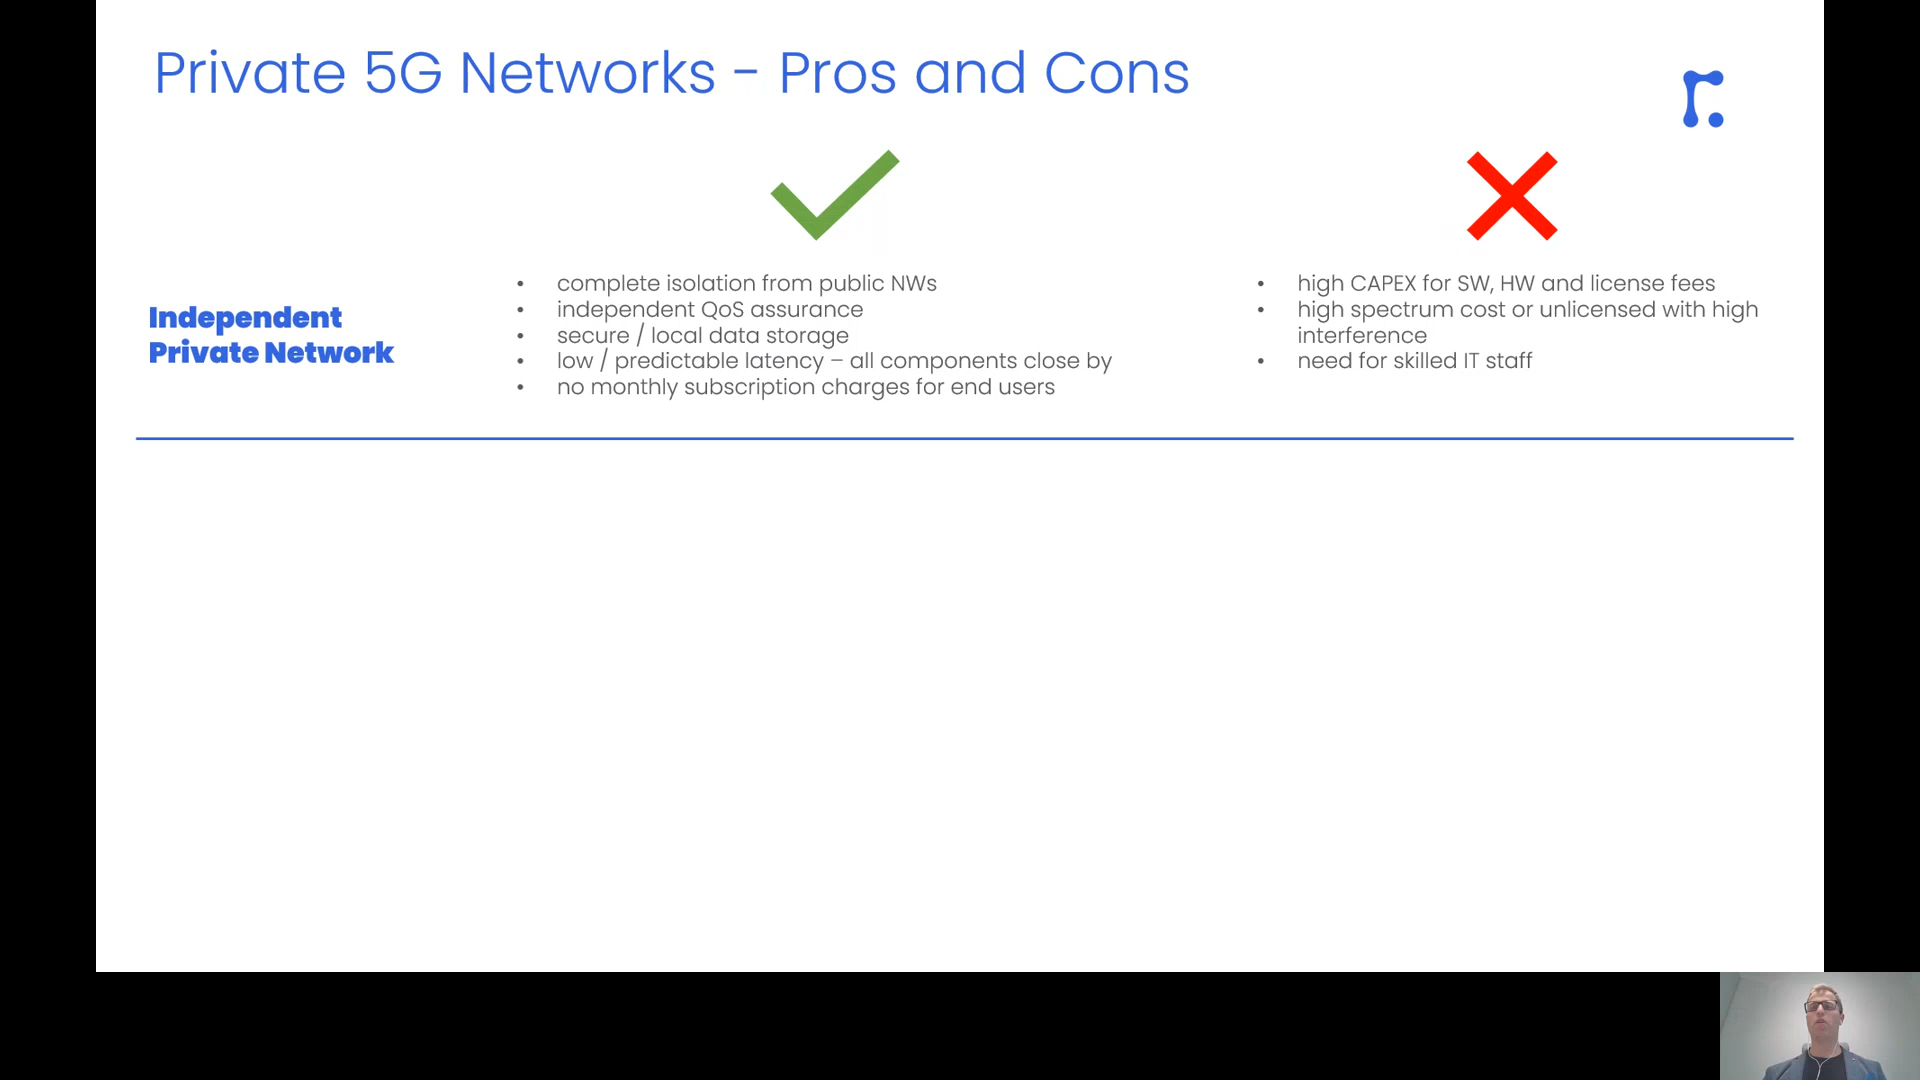 Private 5G Networks - Pros and Cons
r.
Independent
Private Network
• complete isolation from public NWs
• independent QoS assurance
• secure / local data storage
• low / predictable latency – all components close by
• no monthly subscription charges for end users
• high CAPEX for SW, HW and license fees
• high spectrum cost or unlicensed with high
interference
• need for skilled IT staff